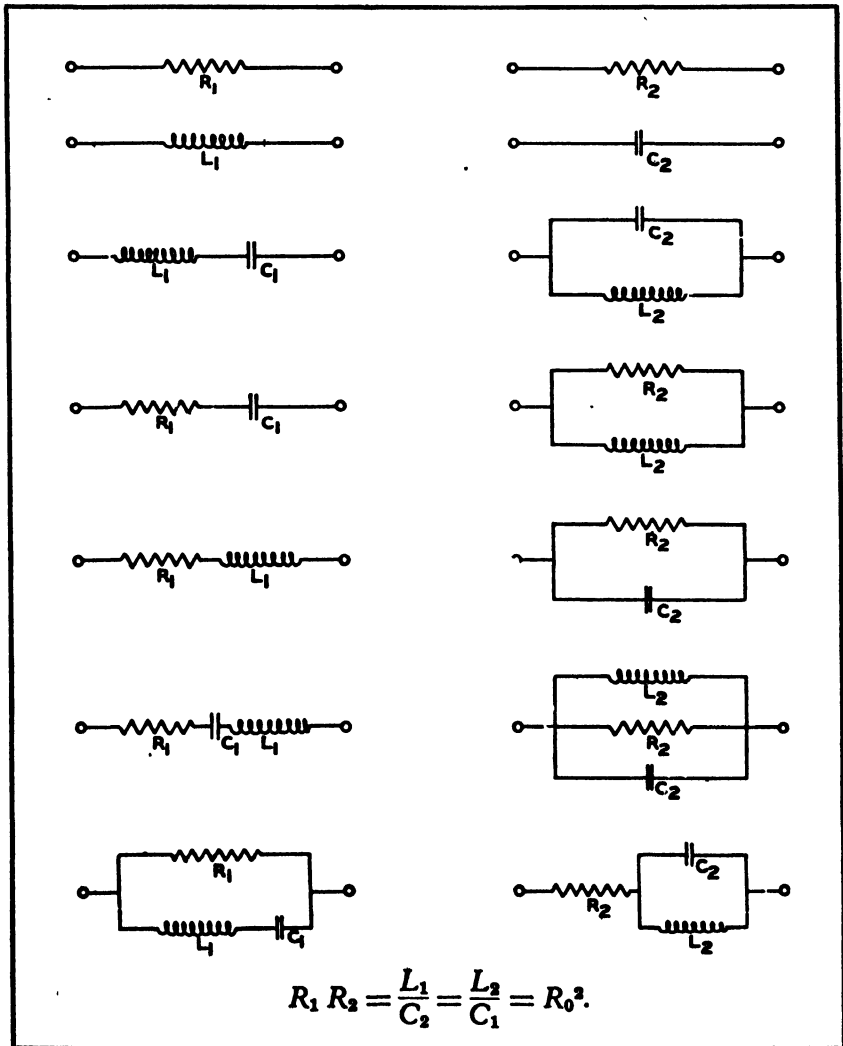 R₁ R₂
L₁ C₂
L₁ C₁ C₂
L₂
R₁ C₁ R₂
L₂
R₁ L₁ R₂
C₂
L₂
R₁ C₁ L₁ R₂
C₂
R₁ C₂
R₂
L₁ C₁ L₂
R₁ R₂ = L₁/C₂ = L₂/C₁ = R₀².